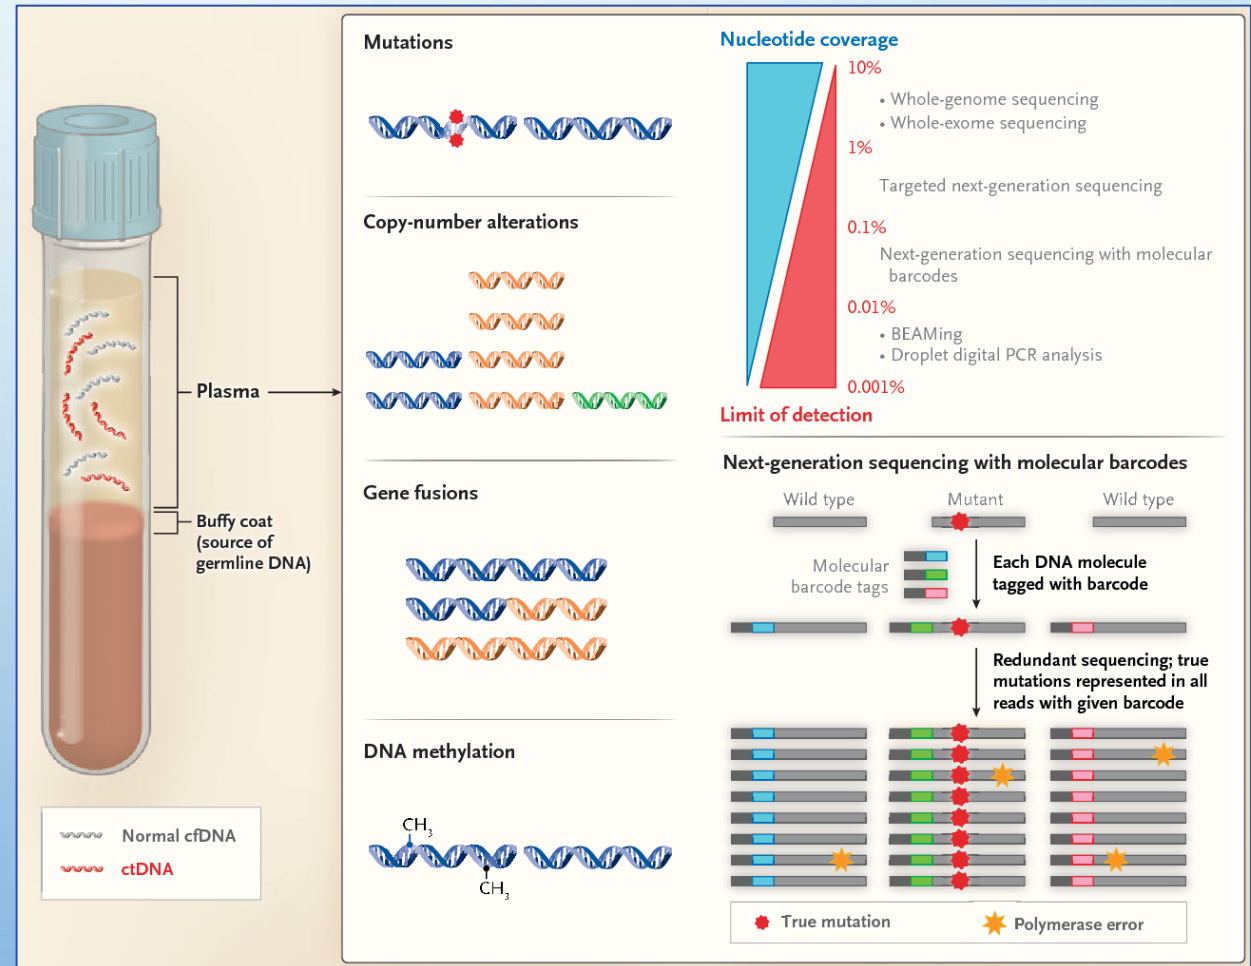 Plasma
Buffy coat
(source of
germline DNA)
Normal cfDNA
ctDNA
Mutations
Copy-number alterations
Gene fusions
DNA methylation
CH3
CH3
Nucleotide coverage
10%
• Whole-genome sequencing
• Whole-exome sequencing
1%
Targeted next-generation sequencing
0.1%
Next-generation sequencing with molecular
barcodes
0.01%
• BEAMing
• Droplet digital PCR analysis
0.001%
Limit of detection
Next-generation sequencing with molecular barcodes
Wild type
Mutant
Wild type
Molecular
barcode tags
Each DNA molecule
tagged with barcode
Redundant sequencing; true
mutations represented in all
reads with given barcode
True mutation
Polymerase error